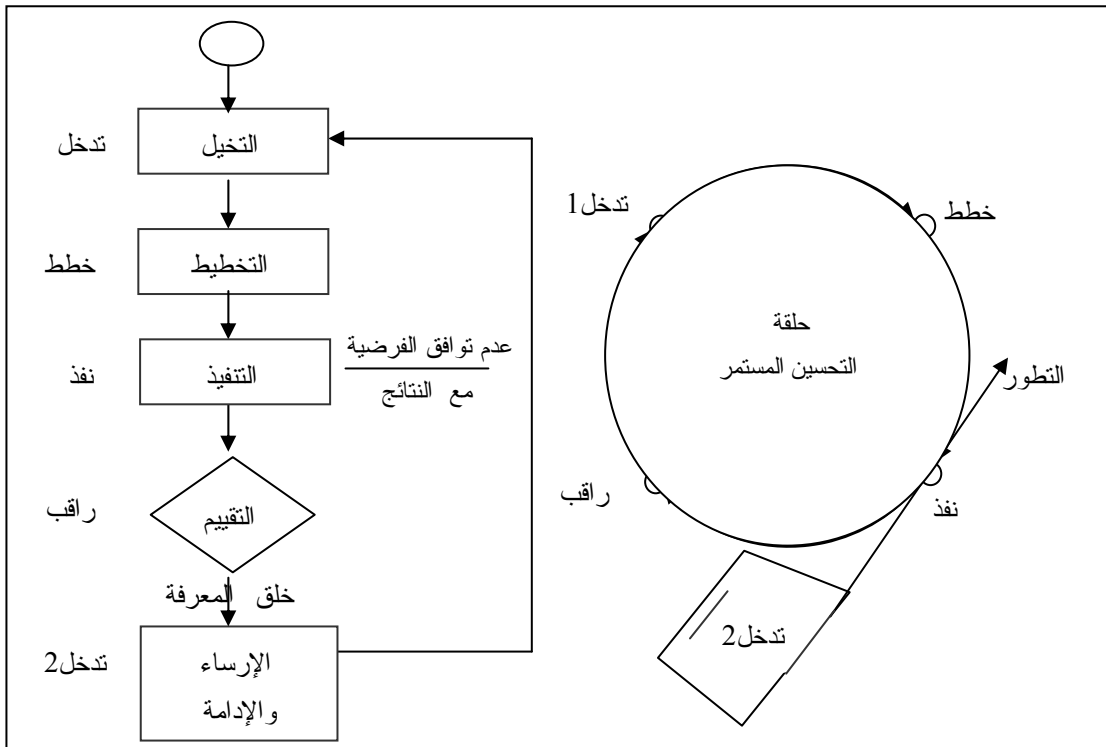 تدخل
التخيل
خطط
التخطيط
نفذ
التنفيذ
عدم توافق الفرضية
مع النتائج
راقب
التقييم
خلق المعرفة
تدخل2
الإرساء
والإدامة
تدخل1
خطط
حلقة
التحسين المستمر
التطور
راقب
نفذ
تدخل2